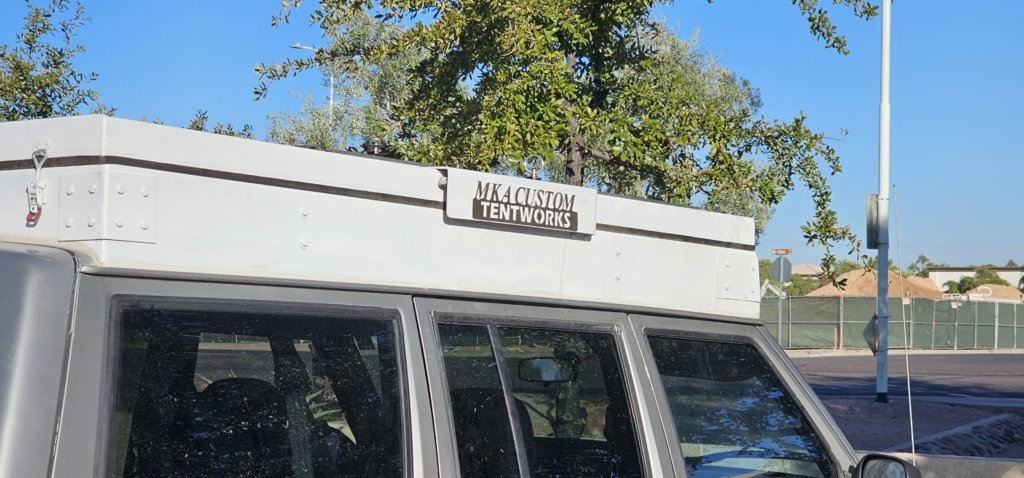 MKA CUSTOM
TENTWORKS